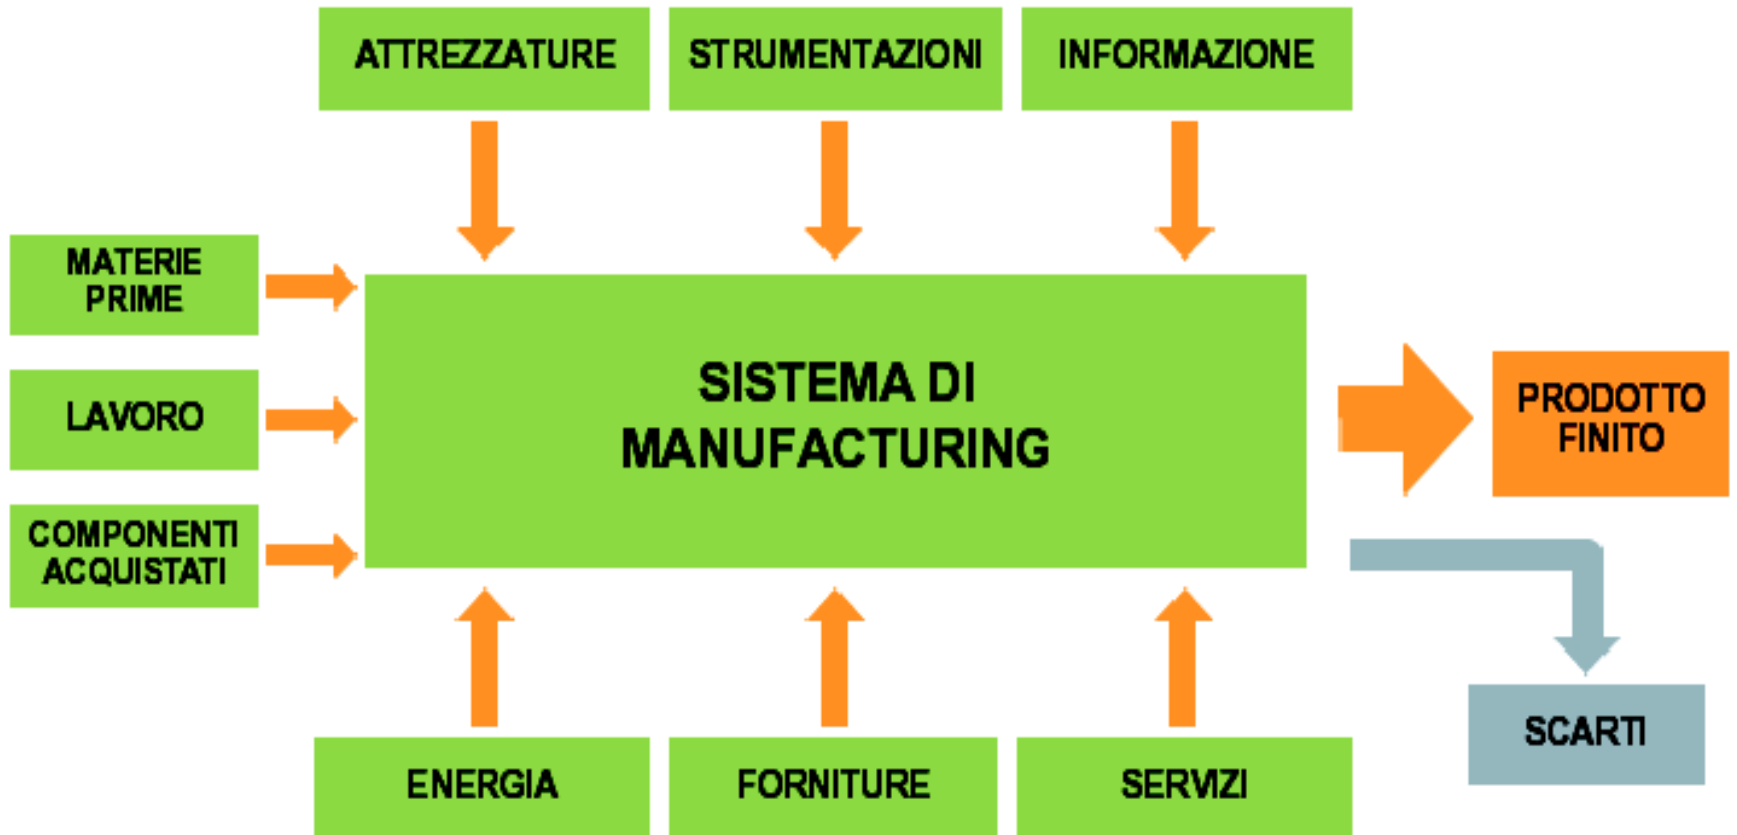 ATTREZZATURE
STRUMENTAZIONI
INFORMAZIONE
MATERIE
PRIME
LAVORO
COMPONENTI
ACQUISTATI
SISTEMA DI
MANUFACTURING
PRODOTTO
FINITO
SCARTI
ENERGIA
FORNITURE
SERVIZI